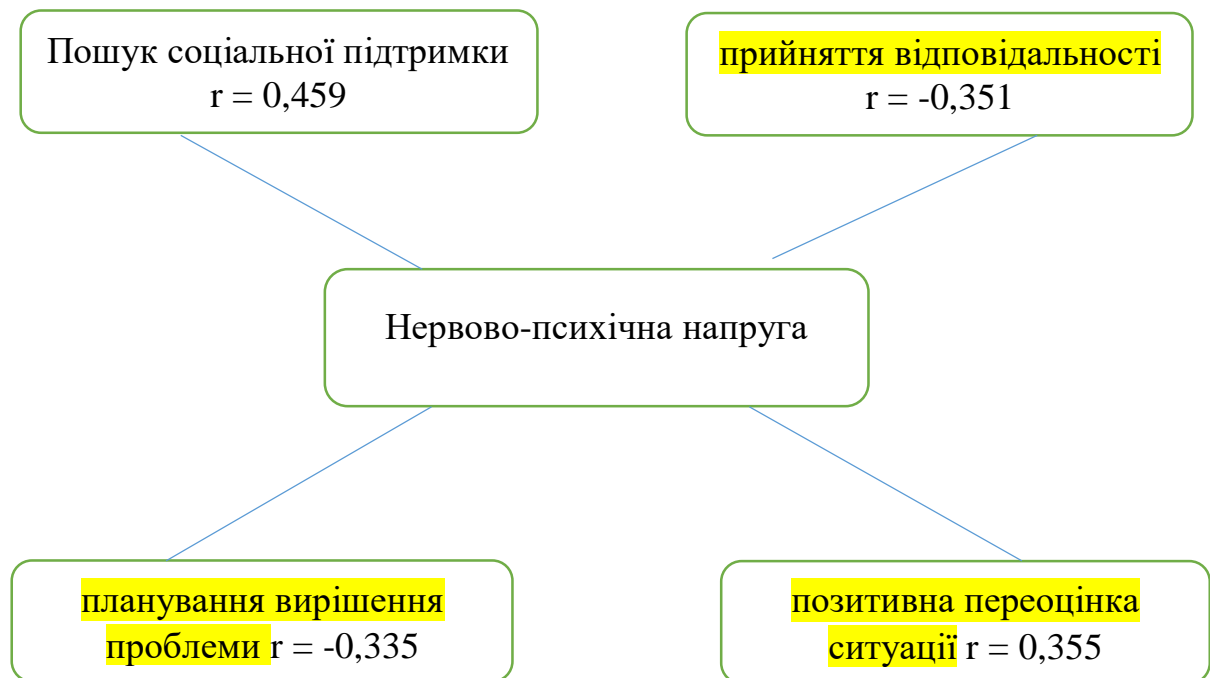 Пошук соціальної підтримки
r = 0,459
прийняття відповідальності
r = -0,351
Нервово-психічна напруга
планування вирішення
проблеми r = -0,335
позитивна переоцінка
ситуації r = 0,355